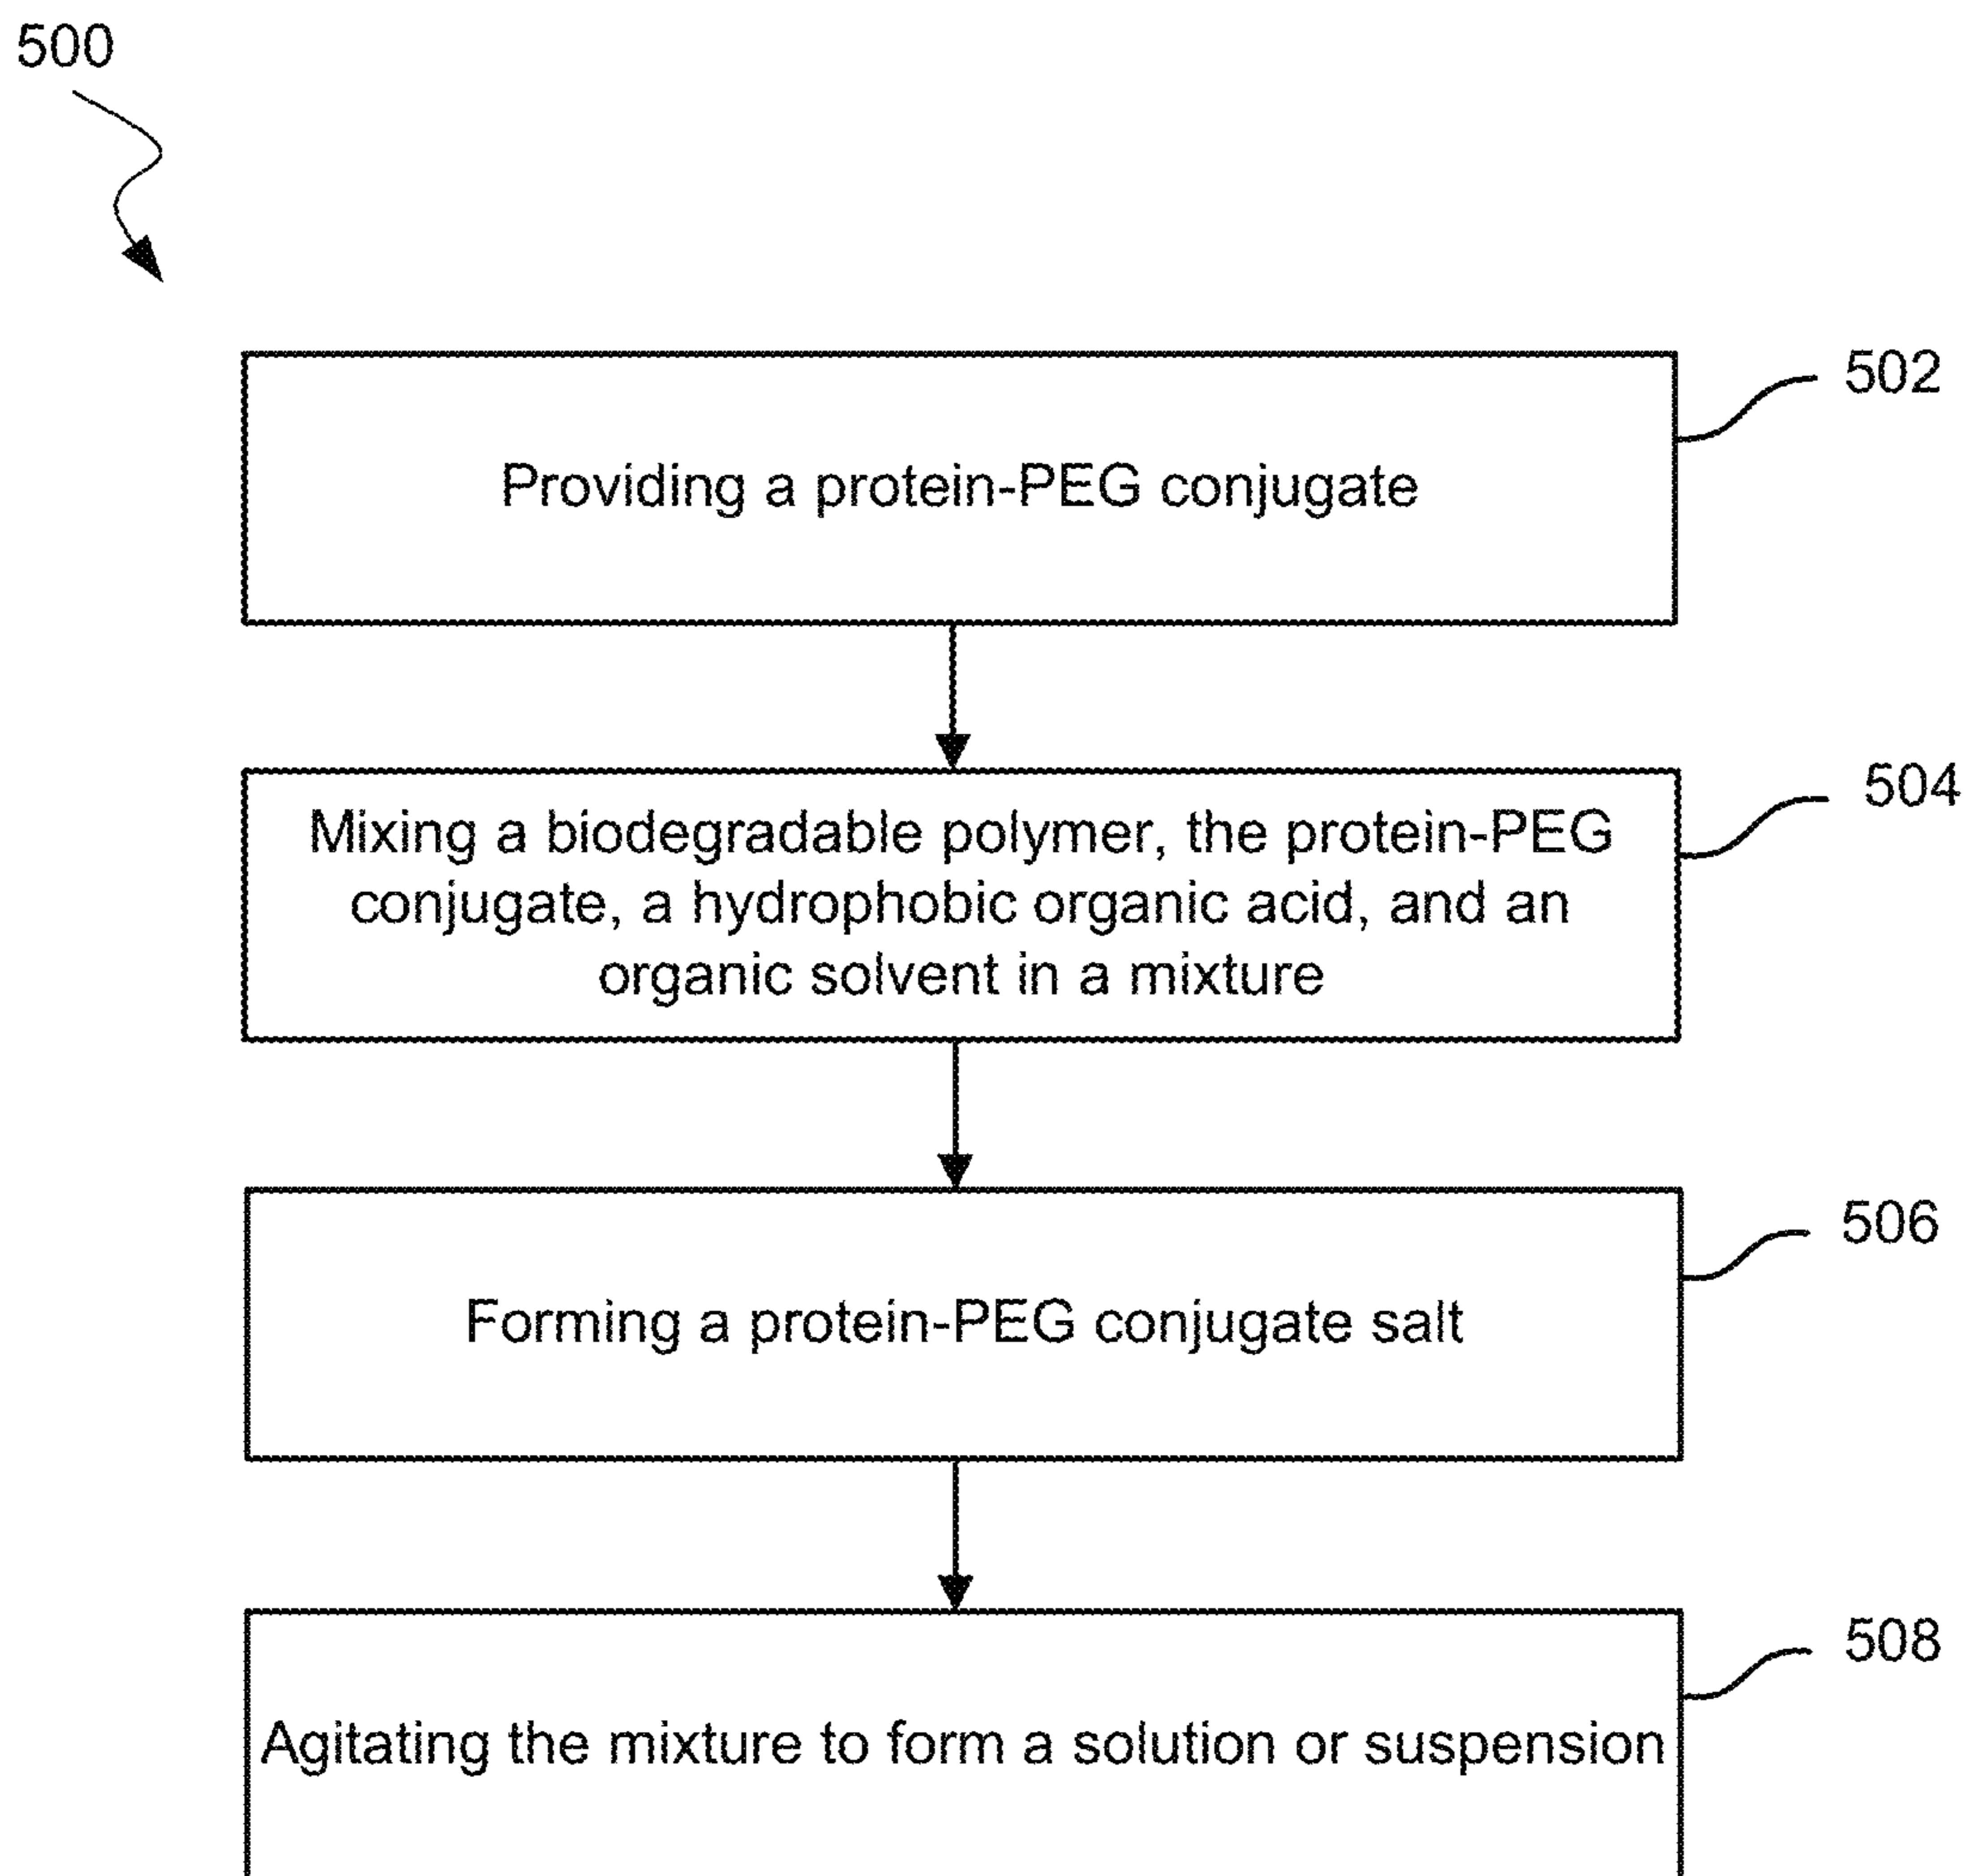 500
502
Providing a protein-PEG conjugate
504
Mixing a biodegradable polymer, the protein-PEG
conjugate, a hydrophobic organic acid, and an
organic solvent in a mixture
506
Forming a protein-PEG conjugate salt
508
Agitating the mixture to form a solution or suspension